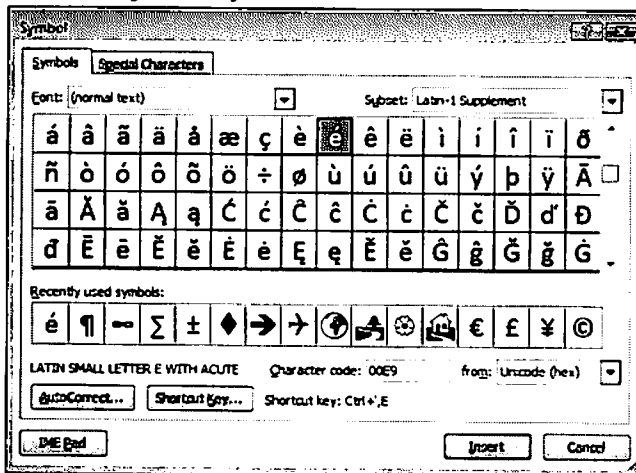 Symbol
Symbols Special Characters
Font: (normal text) Subset: Latin-1 Supplement
á â ã ä å æ ç è é ê ë ì í î ï ð
ñ ò ó ô õ ö ÷ ø ù ú û ü ý þ ÿ Ā
ā Ă ă Ą ą Ć ć Ĉ ĉ Ċ ċ Č č Ď ď Đ
đ Ē ē Ĕ ĕ Ė ė Ę ę Ě ě Ĝ ĝ Ğ ğ Ġ
Recently used symbols:
é ¶ ∑ ± ♦ € £ ¥ ©
LATIN SMALL LETTER E WITH ACUTE Character code: 00E9 from: Unicode (hex)
AutoCorrect... Shortcut Key... Shortcut key: Ctrl+',E
IME Pad Insert Cancel